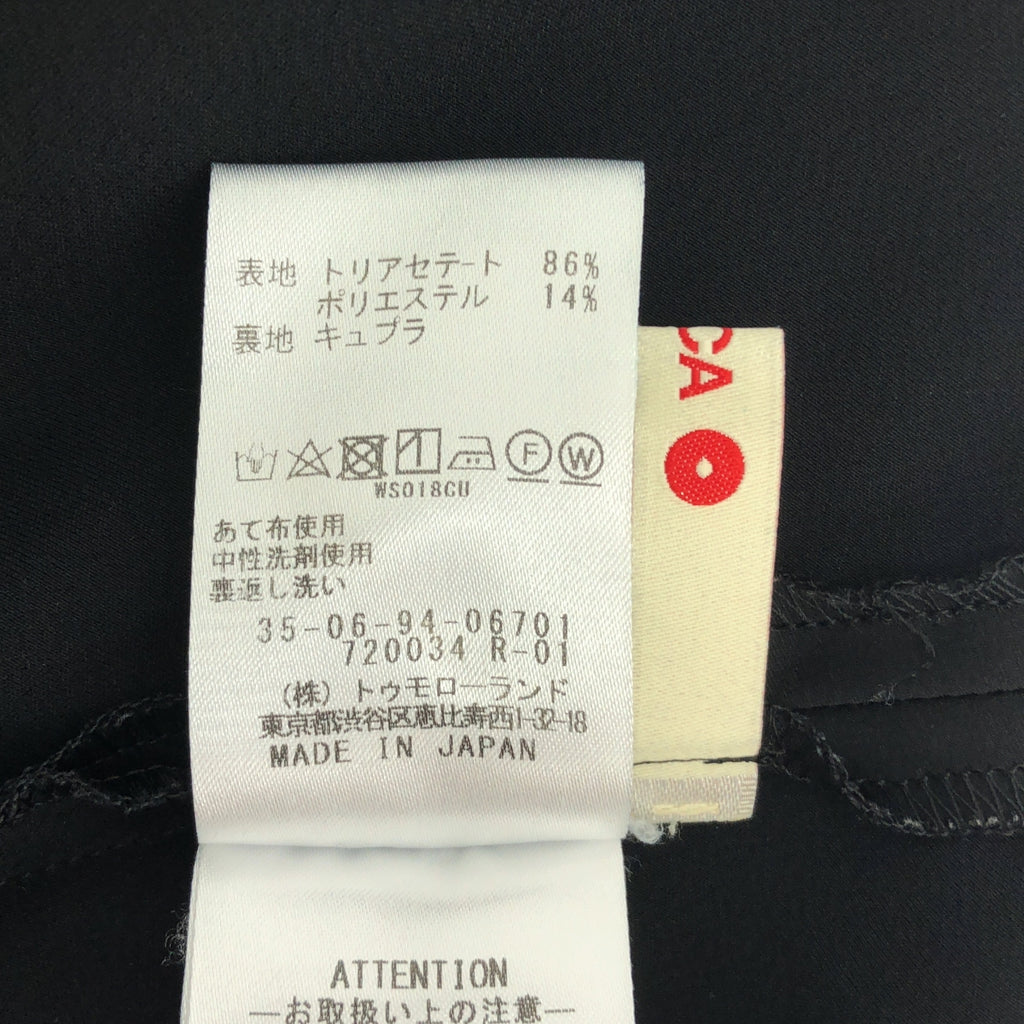 表地 トリアセテート 86%
ポリエステル 14%
裏地 キュプラ
F W
WS018CU
あて布使用
中性洗剤使用
裏返し洗い
35-06-94-06701
720034 R-01
(株) トゥモローランド
東京都渋谷区恵比寿西1-32-18
MADE IN JAPAN
ATTENTION
―お取扱い上の注意―
CA